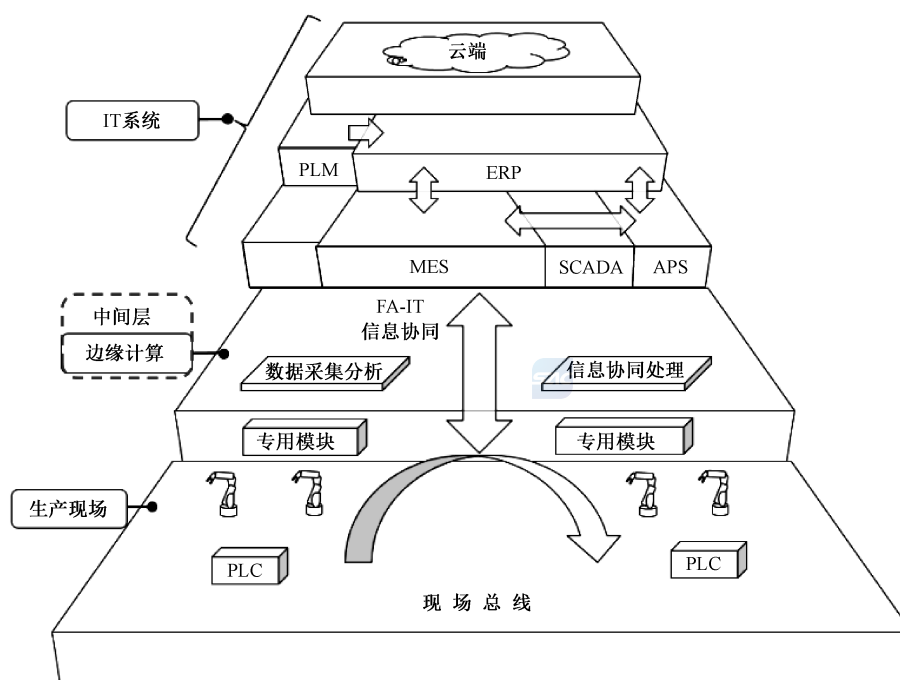 云端
IT系统
PLM
ERP
MES
SCADA
APS
FA-IT
信息协同
中间层
边缘计算
数据采集分析
信息协同处理
专用模块
专用模块
生产现场
PLC
PLC
现场总线